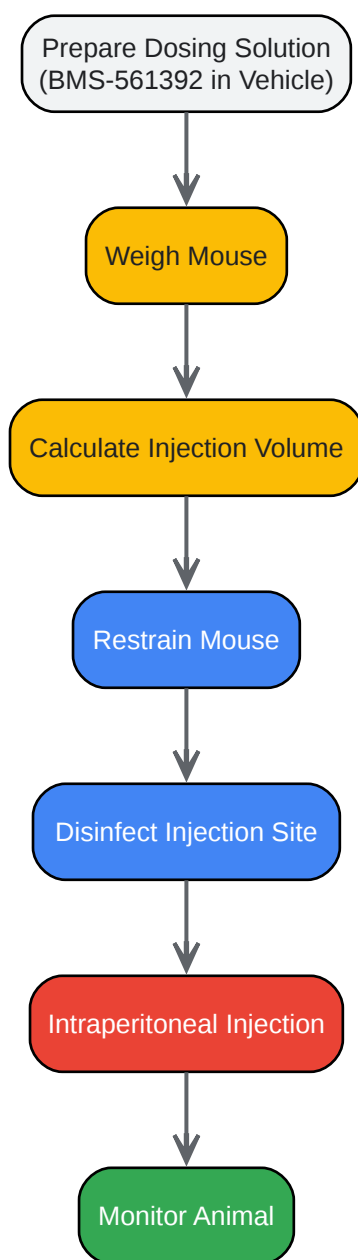 Prepare Dosing Solution
(BMS-561392 in Vehicle)
Weigh Mouse
Calculate Injection Volume
Restrain Mouse
Disinfect Injection Site
Intraperitoneal Injection
Monitor Animal